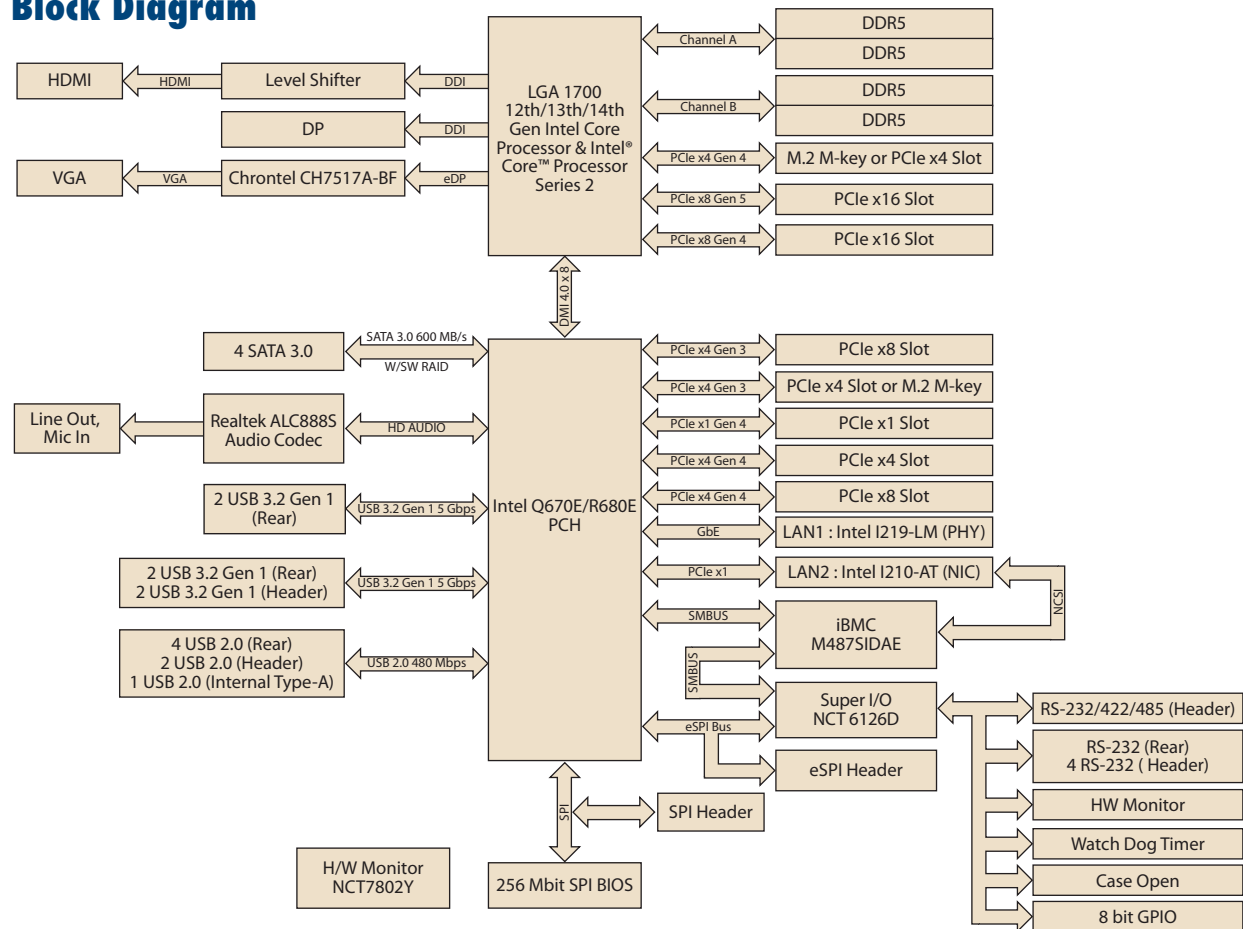 Block Diagram
HDMI
HDMI
Level Shifter
DDI
DP
DDI
VGA
VGA
Chrontel CH7517A-BF
eDP
LGA 1700
12th/13th/14th
Gen Intel Core
Processor & Intel®
Core™ Processor
Series 2
Channel A
DDR5
DDR5
Channel B
DDR5
DDR5
PCIe x4 Gen 4
M.2 M-key or PCIe x4 Slot
PCIe x8 Gen 5
PCIe x16 Slot
PCIe x8 Gen 4
PCIe x16 Slot
DMI 4.0 x 8
4 SATA 3.0
SATA 3.0 600 MB/s
W/SW RAID
Line Out,
Mic In
Realtek ALC888S
Audio Codec
HD AUDIO
2 USB 3.2 Gen 1
(Rear)
USB 3.2 Gen 1 5 Gbps
2 USB 3.2 Gen 1 (Rear)
2 USB 3.2 Gen 1 (Header)
USB 3.2 Gen 1 5 Gbps
4 USB 2.0 (Rear)
2 USB 2.0 (Header)
1 USB 2.0 (Internal Type-A)
USB 2.0 480 Mbps
Intel Q670E/R680E
PCH
PCIe x4 Gen 3
PCIe x8 Slot
PCIe x4 Gen 3
PCIe x4 Slot or M.2 M-key
PCIe x1 Gen 4
PCIe x1 Slot
PCIe x4 Gen 4
PCIe x4 Slot
PCIe x4 Gen 4
PCIe x8 Slot
GbE
LAN1 : Intel I219-LM (PHY)
PCIe x1
LAN2 : Intel I210-AT (NIC)
NCSI
SMBUS
iBMC
M487SIDAE
SMBUS
Super I/O
NCT 6126D
eSPI Bus
eSPI Header
RS-232/422/485 (Header)
RS-232 (Rear)
4 RS-232 ( Header)
HW Monitor
Watch Dog Timer
Case Open
8 bit GPIO
SPI
SPI Header
H/W Monitor
NCT7802Y
256 Mbit SPI BIOS